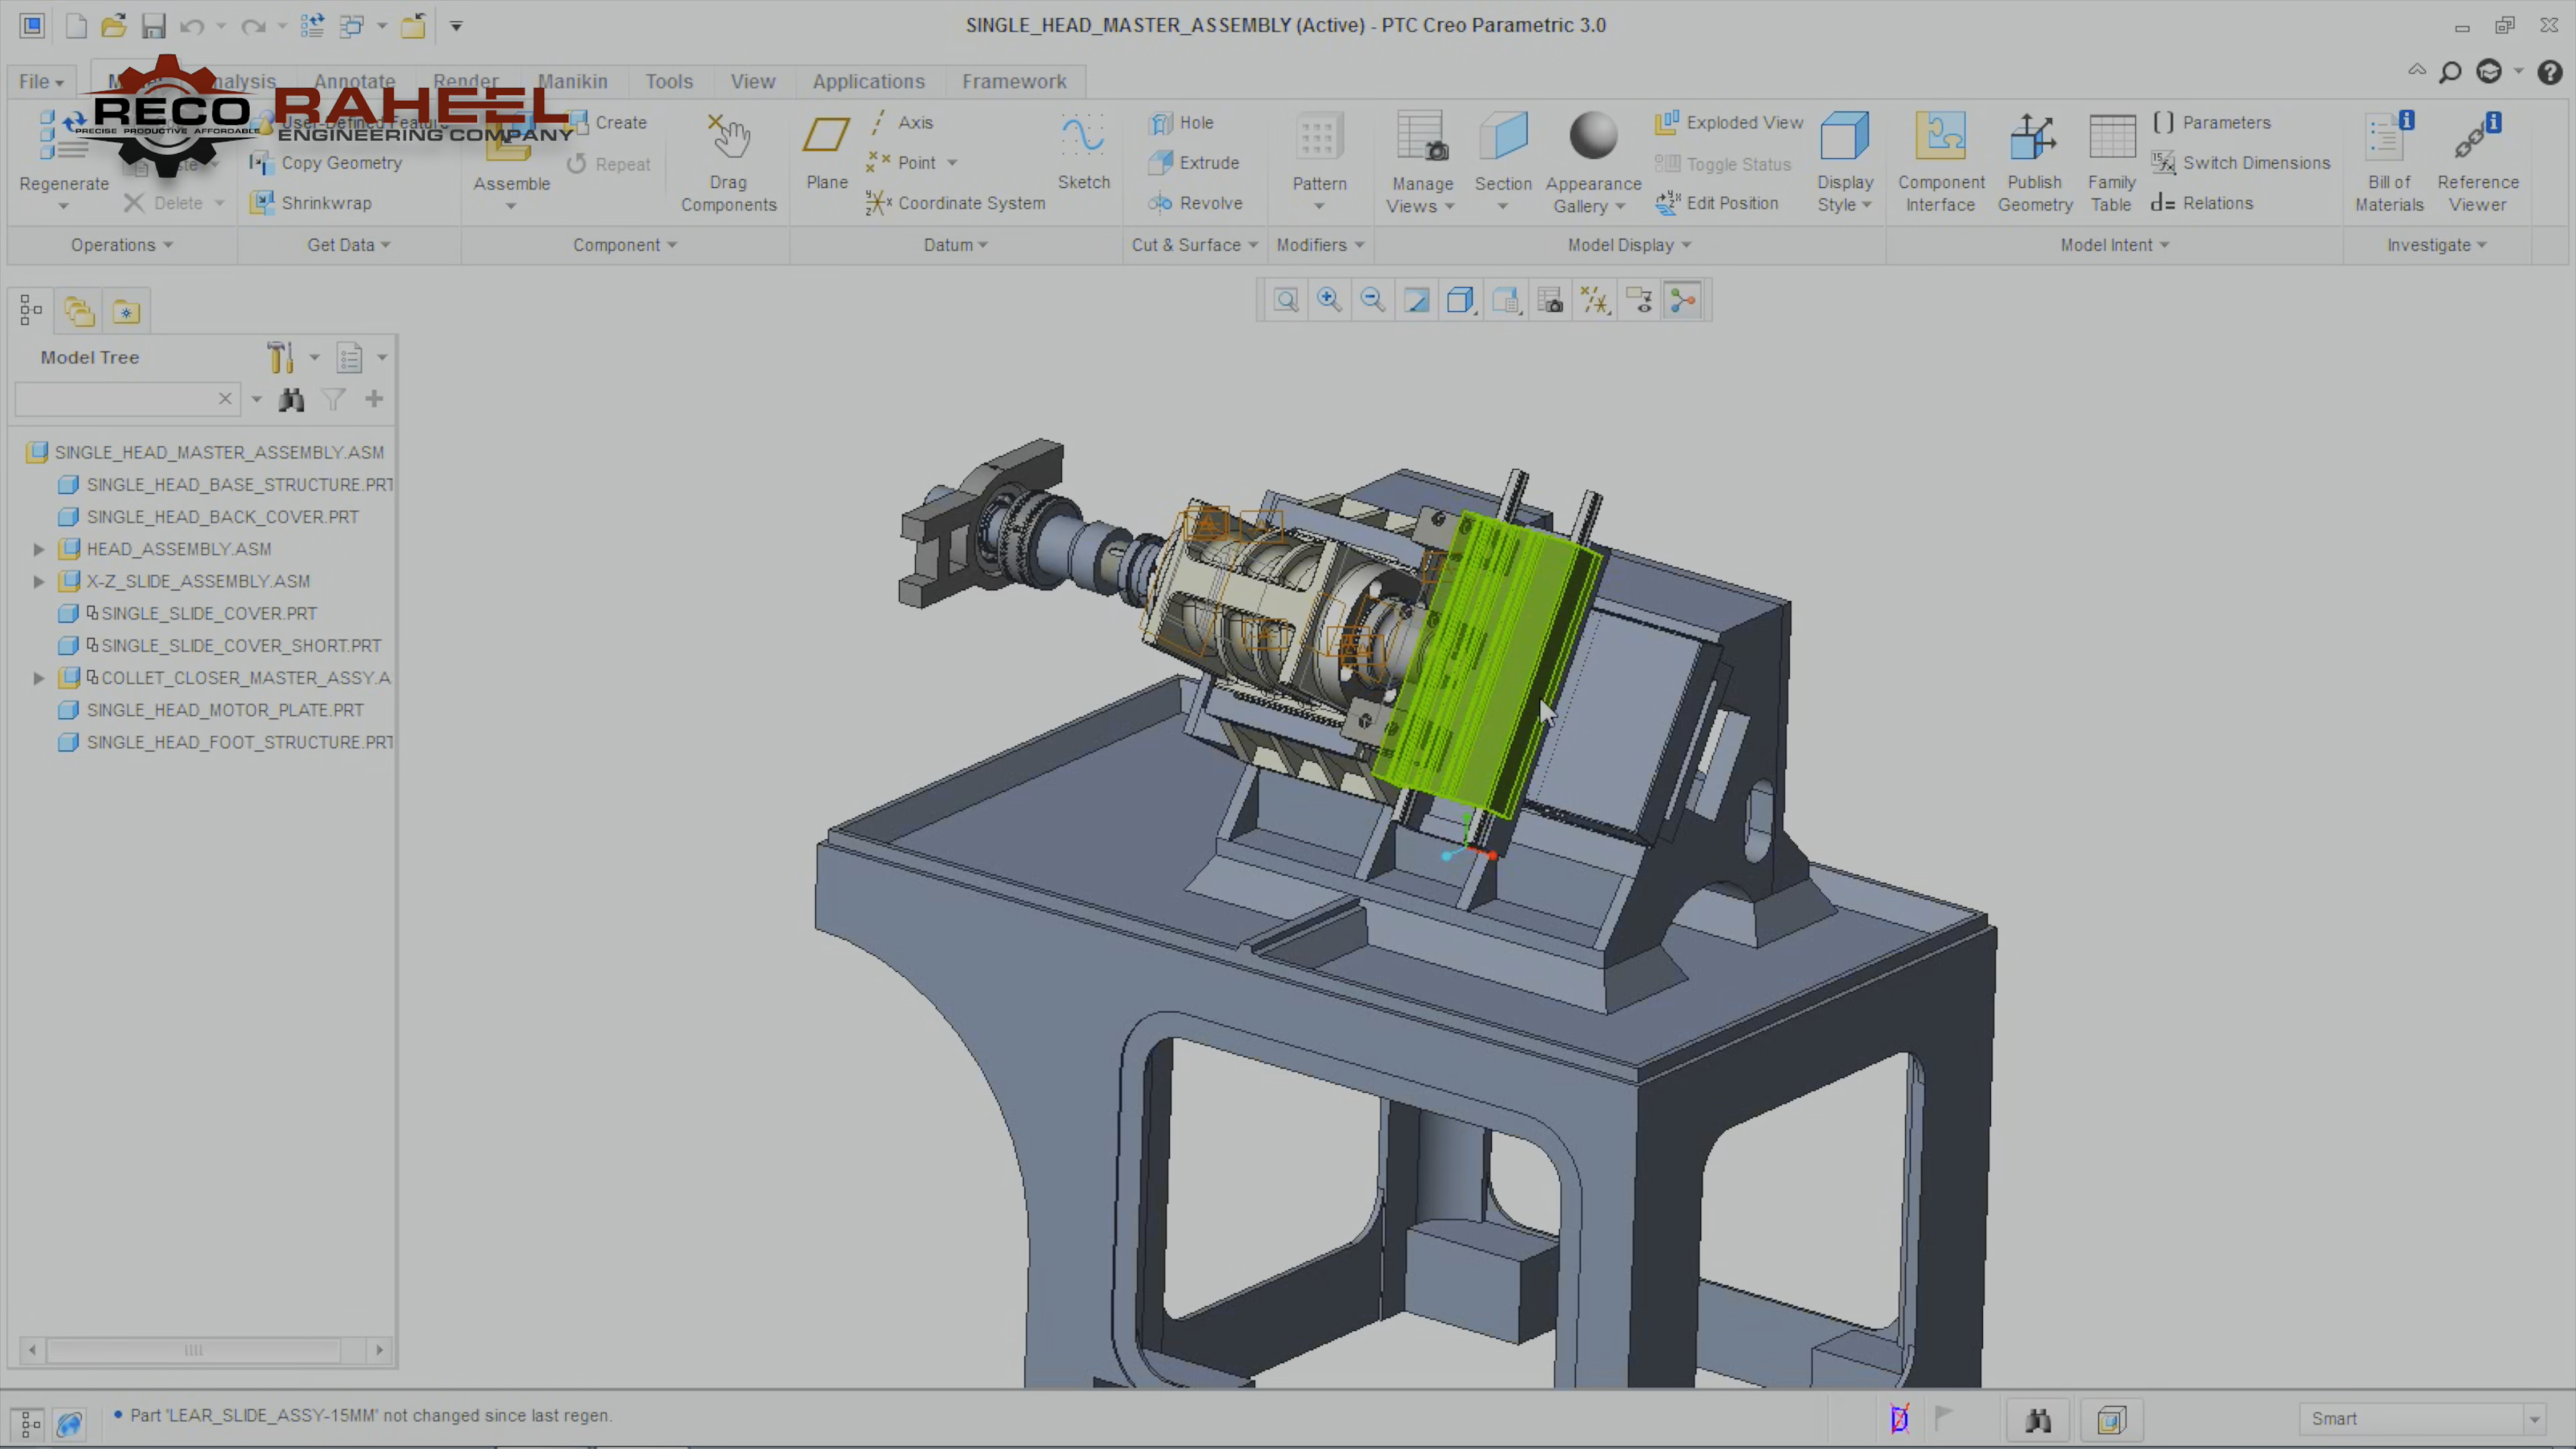 SINGLE_HEAD_MASTER_ASSEMBLY (Active) - PTC Creo Parametric 3.0
File
Annotate
Render
Manikin
Tools
View
Applications
Framework
RECO
PRECISE PRODUCTIVE AFFORDABLE
RAHEEL
ENGINEERING COMPANY
Regenerate
Delete
Operations
Copy Geometry
Shrinkwrap
Get Data
Assemble
Create
Repeat
Drag Components
Component
Plane
Axis
Point
Coordinate System
Sketch
Datum
Hole
Extrude
Revolve
Cut & Surface
Pattern
Modifiers
Manage Views
Section
Appearance Gallery
Exploded View
Toggle Status
Edit Position
Display Style
Model Display
Component Interface
Publish Geometry
Family Table
Parameters
Switch Dimensions
d= Relations
Model Intent
Bill of Materials
Reference Viewer
Investigate
Model Tree
SINGLE_HEAD_MASTER_ASSEMBLY.ASM
SINGLE_HEAD_BASE_STRUCTURE.PRT
SINGLE_HEAD_BACK_COVER.PRT
HEAD_ASSEMBLY.ASM
X-Z_SLIDE_ASSEMBLY.ASM
SINGLE_SLIDE_COVER.PRT
SINGLE_SLIDE_COVER_SHORT.PRT
COLLET_CLOSER_MASTER_ASSY.A
SINGLE_HEAD_MOTOR_PLATE.PRT
SINGLE_HEAD_FOOT_STRUCTURE.PRT
Part 'LEAR_SLIDE_ASSY-15MM' not changed since last regen.
Smart